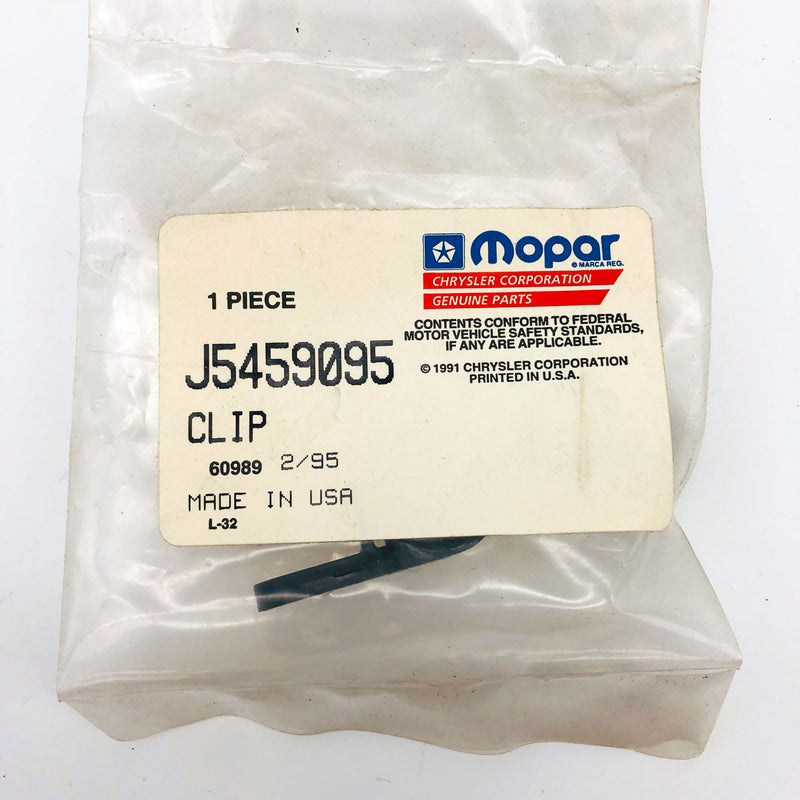 Mopar
® MARCA REG.
CHRYSLER CORPORATION
GENUINE PARTS
1 PIECE
CONTENTS CONFORM TO FEDERAL
MOTOR VEHICLE SAFETY STANDARDS,
IF ANY ARE APPLICABLE.
J5459095
© 1991 CHRYSLER CORPORATION
PRINTED IN U.S.A.
CLIP
60989 2/95
MADE IN USA
L-32